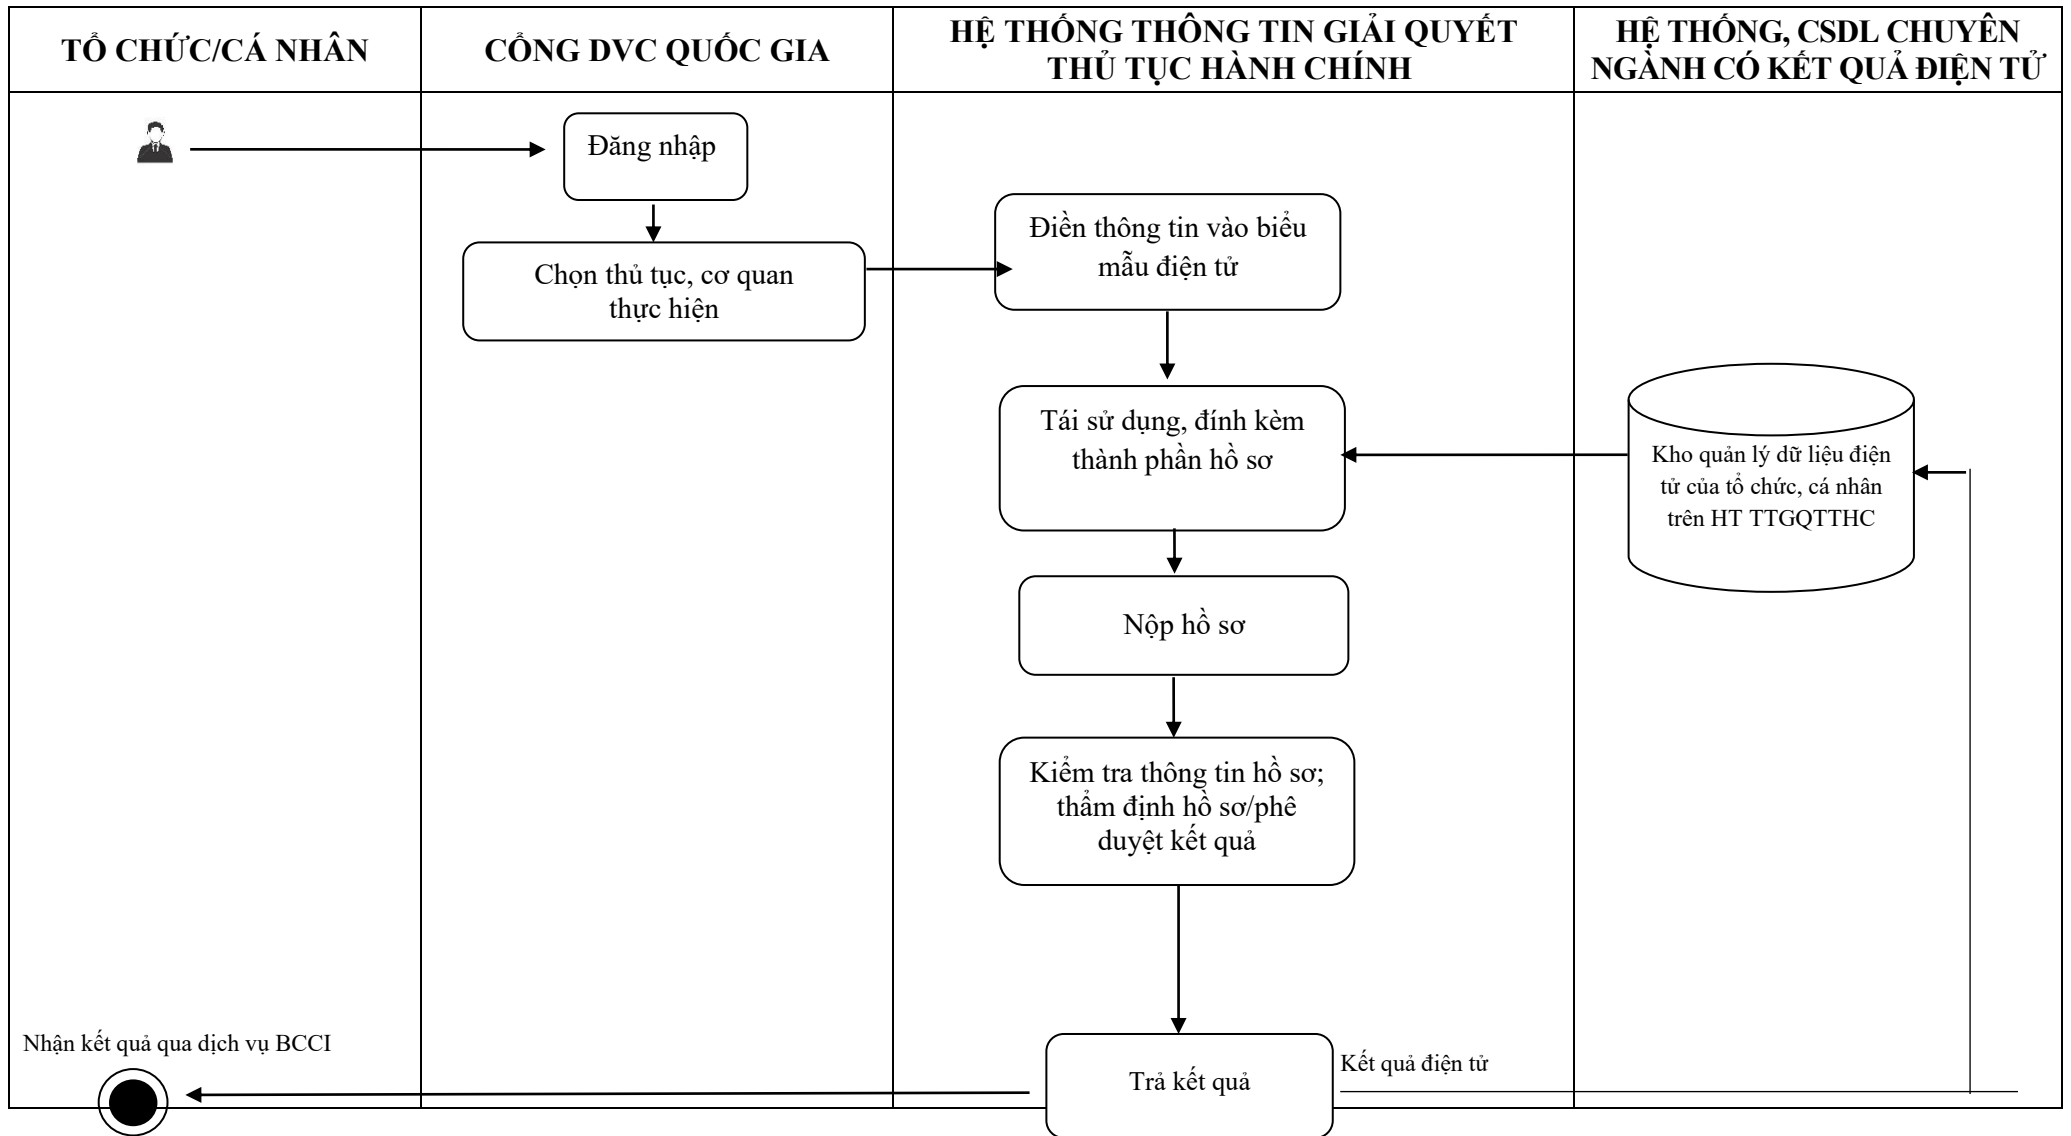 TỔ CHỨC/CÁ NHÂN
CỔNG DVC QUỐC GIA
HỆ THỐNG THÔNG TIN GIẢI QUYẾT
THỦ TỤC HÀNH CHÍNH
HỆ THỐNG, CSDL CHUYÊN
NGÀNH CÓ KẾT QUẢ ĐIỆN TỬ
Đăng nhập
Chọn thủ tục, cơ quan
thực hiện
Điền thông tin vào biểu
mẫu điện tử
Tái sử dụng, đính kèm
thành phần hồ sơ
Kho quản lý dữ liệu điện
tử của tổ chức, cá nhân
trên HT TTGQTTHC
Nộp hồ sơ
Kiểm tra thông tin hồ sơ;
thẩm định hồ sơ/phê
duyệt kết quả
Nhận kết quả qua dịch vụ BCCI
Trả kết quả
Kết quả điện tử